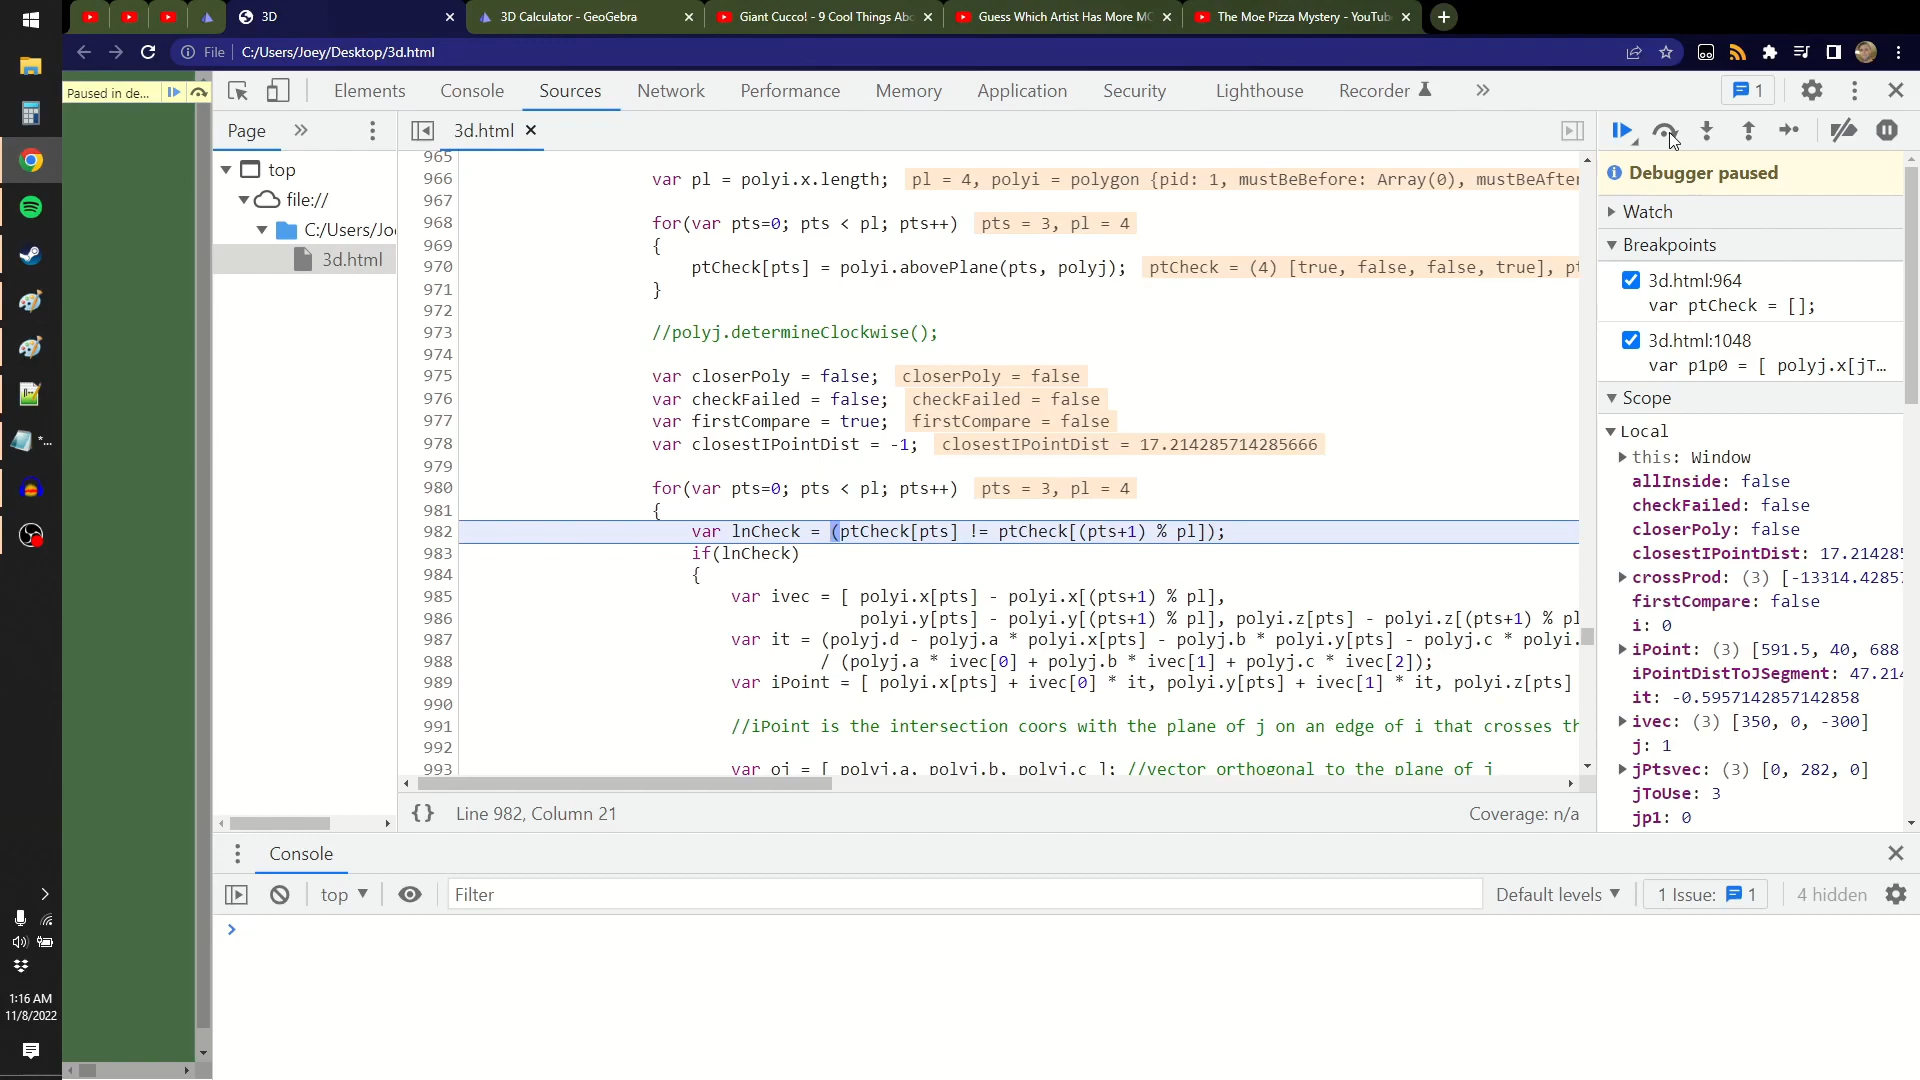 3D
3D Calculator - GeoGebra
Giant Cucco! - 9 Cool Things Abo
Guess Which Artist Has More MO
The Moe Pizza Mystery - YouTube
File
C:/Users/Joey/Desktop/3d.html
Paused in de...
Elements
Console
Sources
Network
Performance
Memory
Application
Security
Lighthouse
Recorder
1
Page
3d.html
top
file://
C:/Users/Joe
3d.html
965
966 var pl = polyi.x.length; pl = 4, polyi = polygon {pid: 1, mustBeBefore: Array(0), mustBeAfter
967
968 for(var pts=0; pts < pl; pts++) pts = 3, pl = 4
969 {
970 ptCheck[pts] = polyi.abovePlane(pts, polyj); ptCheck = (4) [true, false, false, true], pt
971 }
972
973 //polyj.determineClockwise();
974
975 var closerPoly = false; closerPoly = false
976 var checkFailed = false; checkFailed = false
977 var firstCompare = true; firstCompare = false
978 var closestIPointDist = -1; closestIPointDist = 17.214285714285666
979
980 for(var pts=0; pts < pl; pts++) pts = 3, pl = 4
981 {
982 var lnCheck = (ptCheck[pts] != ptCheck[(pts+1) % pl]);
983 if(lnCheck)
984 {
985 var ivec = [ polyi.x[pts] - polyi.x[(pts+1) % pl],
986 polyi.y[pts] - polyi.y[(pts+1) % pl], polyi.z[pts] - polyi.z[(pts+1) % pl
987 var it = (polyj.d - polyj.a * polyi.x[pts] - polyj.b * polyi.y[pts] - polyj.c * polyi.
988 / (polyj.a * ivec[0] + polyj.b * ivec[1] + polyj.c * ivec[2]);
989 var iPoint = [ polyi.x[pts] + ivec[0] * it, polyi.y[pts] + ivec[1] * it, polyi.z[pts]
990
991 //iPoint is the intersection coors with the plane of j on an edge of i that crosses th
992
993 var oj = [ polyj.a, polyj.b, polyj.c ]; //vector orthogonal to the plane of j
{ } Line 982, Column 21
Coverage: n/a
Debugger paused
Watch
Breakpoints
3d.html:964
var ptCheck = [];
3d.html:1048
var p1p0 = [ polyj.x[jT...
Scope
Local
this: Window
allInside: false
checkFailed: false
closerPoly: false
closestIPointDist: 17.21428
crossProd: (3) [-13314.42857
firstCompare: false
i: 0
iPoint: (3) [591.5, 40, 688
iPointDistToJSegment: 47.214
it: -0.5957142857142858
ivec: (3) [350, 0, -300]
j: 1
jPtsvec: (3) [0, 282, 0]
jToUse: 3
jp1: 0
Console
top
Filter
Default levels
1 Issue: 1
4 hidden
1:16 AM
11/8/2022